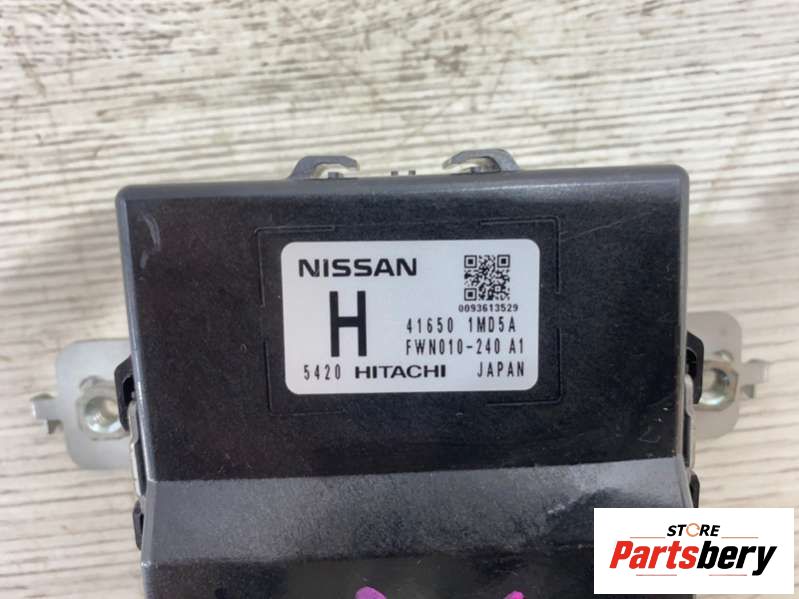 NISSAN
0093613529
H
41650 1MD5A
FWN010-240 A1
5420 HITACHI JAPAN
STORE
Partsbery